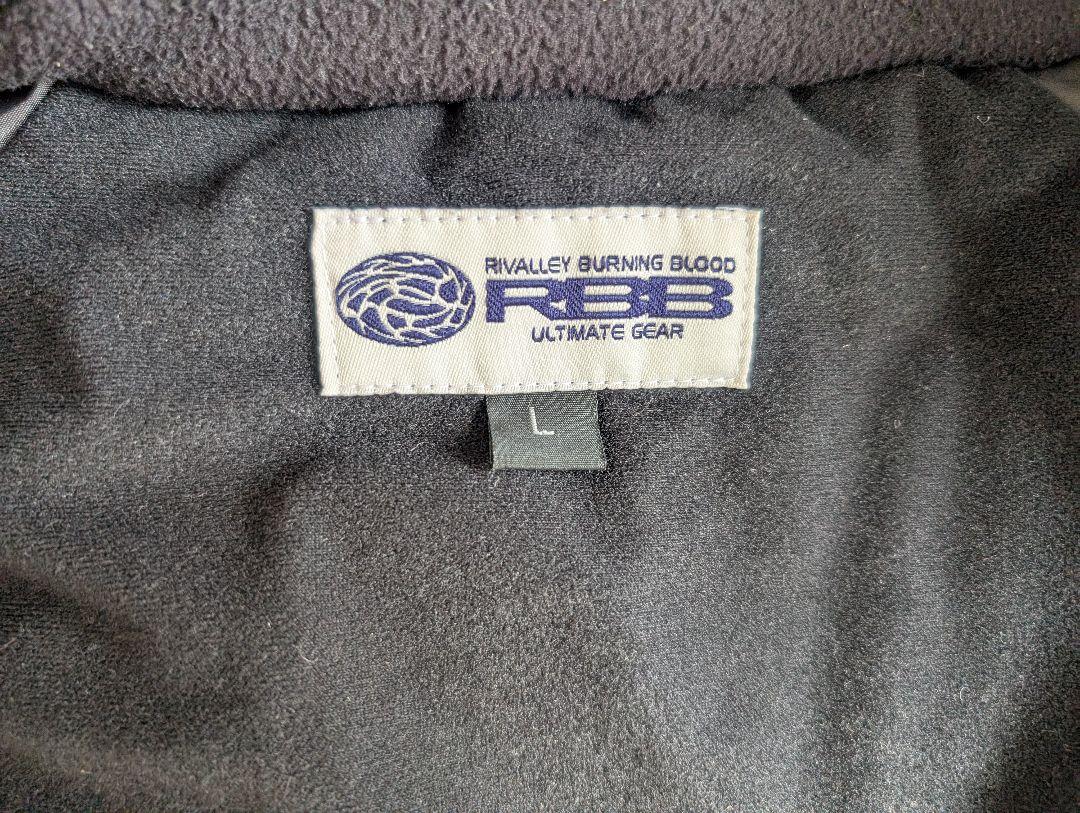 RIVALLEY BURNING BLOOD
RBB
ULTIMATE GEAR
L